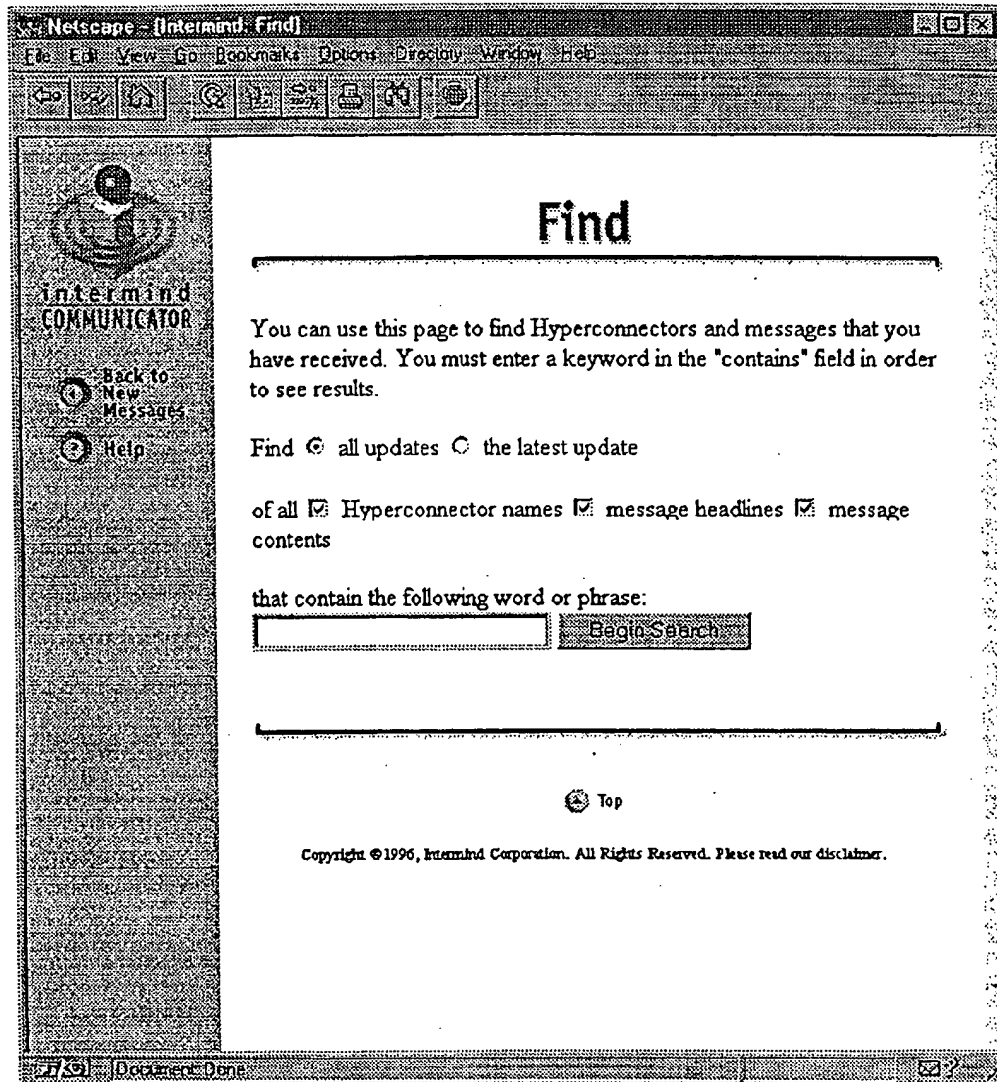 Netscape - [Intermind: Find]
File Edit View Go Bookmarks Options Directory Window Help
intermind
COMMUNICATOR
Back to
New
Messages
Help
Find
You can use this page to find Hyperconnectors and messages that you
have received. You must enter a keyword in the "contains" field in order
to see results.
Find all updates the latest update
of all Hyperconnector names message headlines message
contents
that contain the following word or phrase:
Begin Search
Top
Copyright ©1996, Intermind Corporation. All Rights Reserved. Please read our disclaimer.
Document: Done